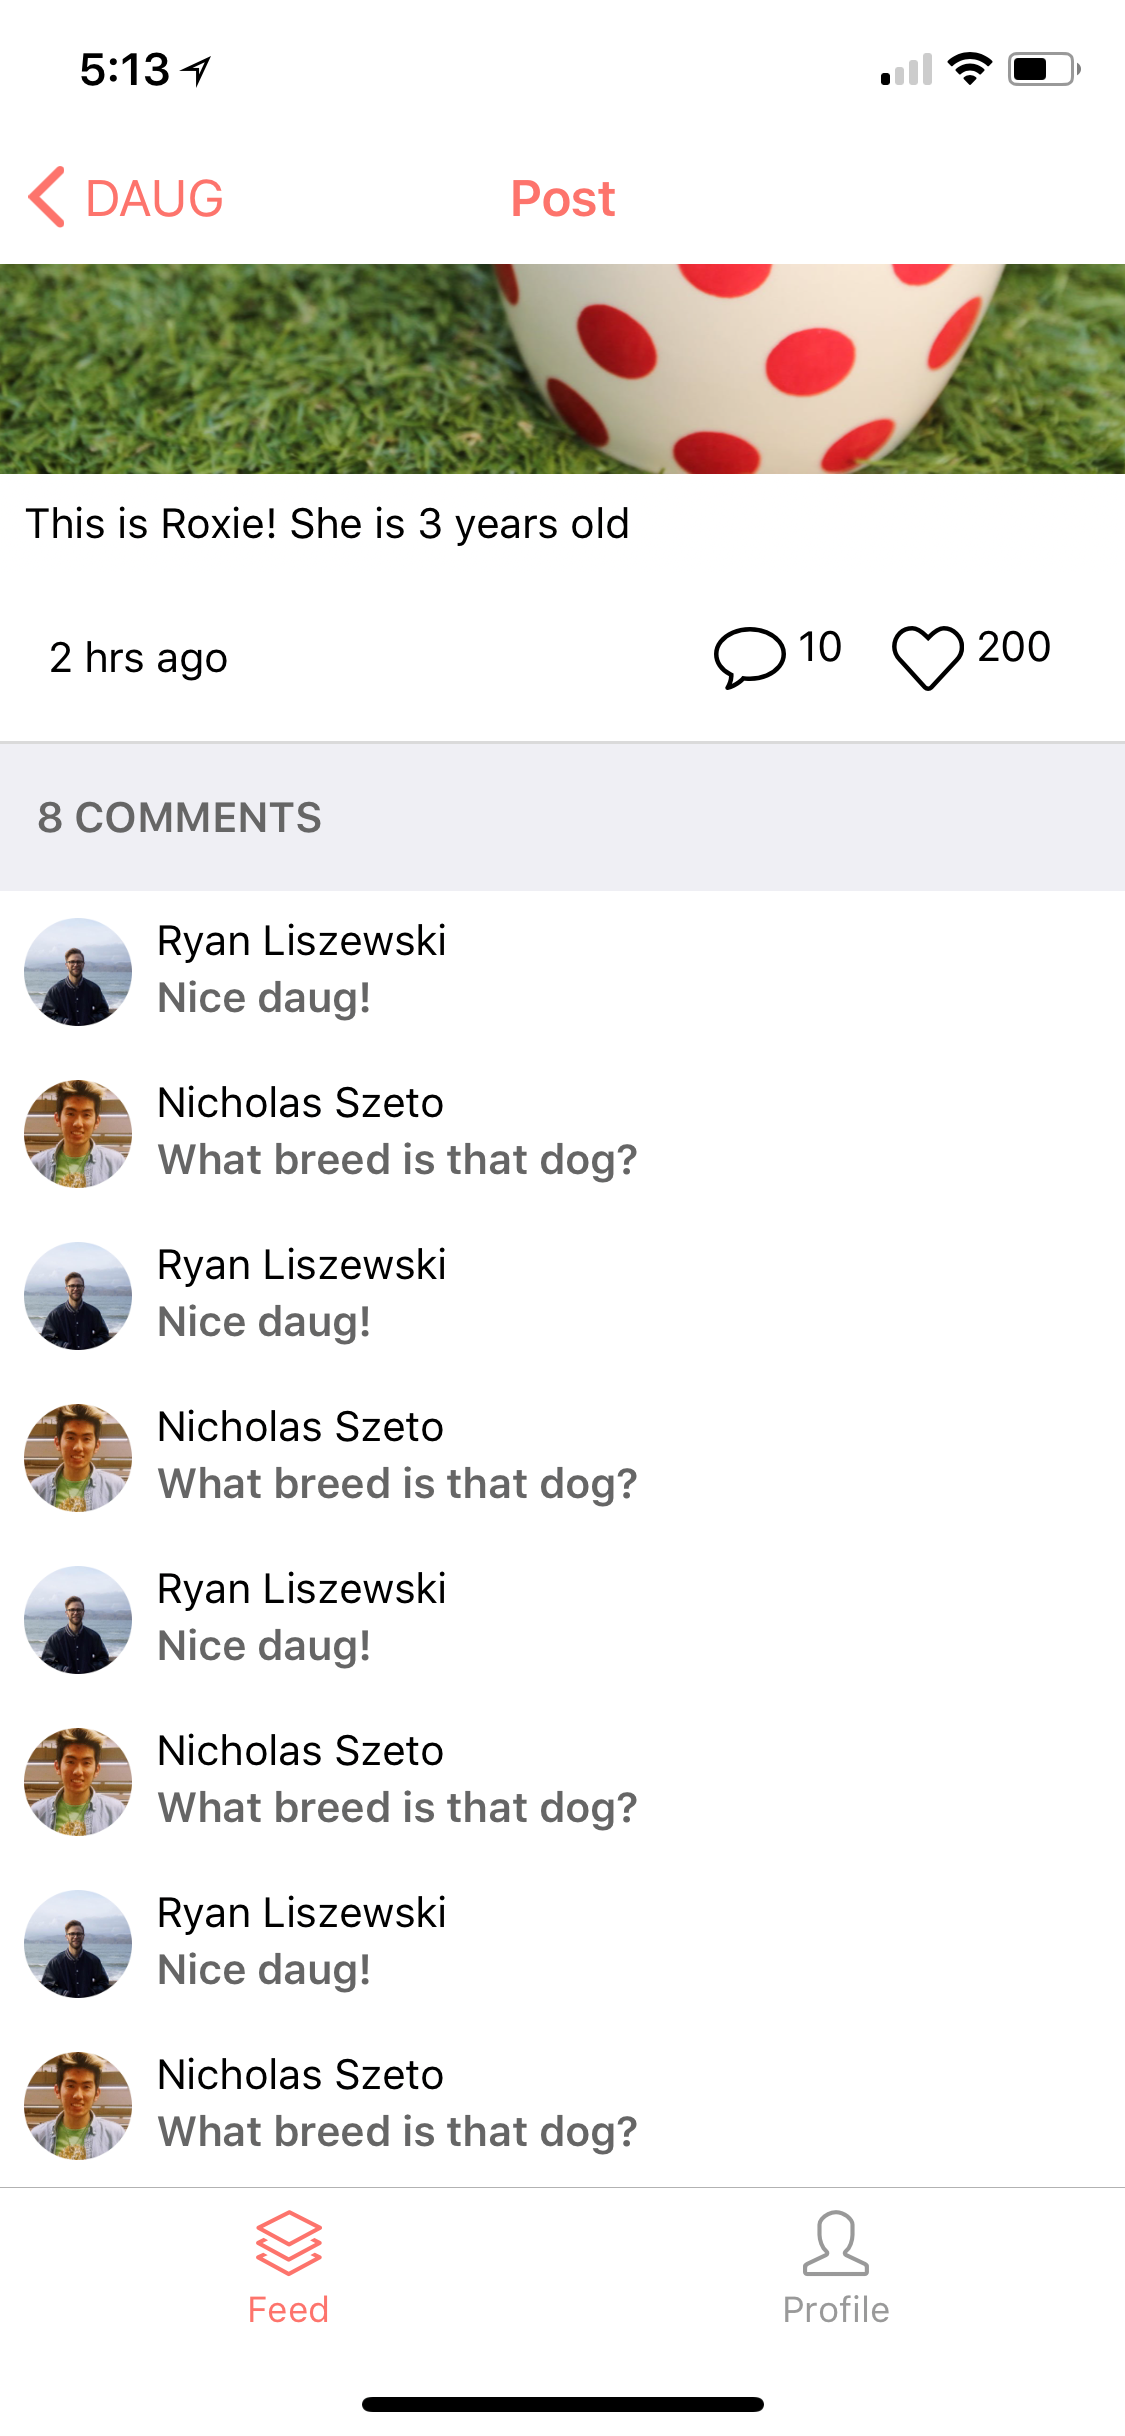 5:13
DAUG
Post
This is Roxie! She is 3 years old
2 hrs ago
10
200
8 COMMENTS
Ryan Liszewski
Nice daug!
Nicholas Szeto
What breed is that dog?
Ryan Liszewski
Nice daug!
Nicholas Szeto
What breed is that dog?
Ryan Liszewski
Nice daug!
Nicholas Szeto
What breed is that dog?
Ryan Liszewski
Nice daug!
Nicholas Szeto
What breed is that dog?
Feed
Profile